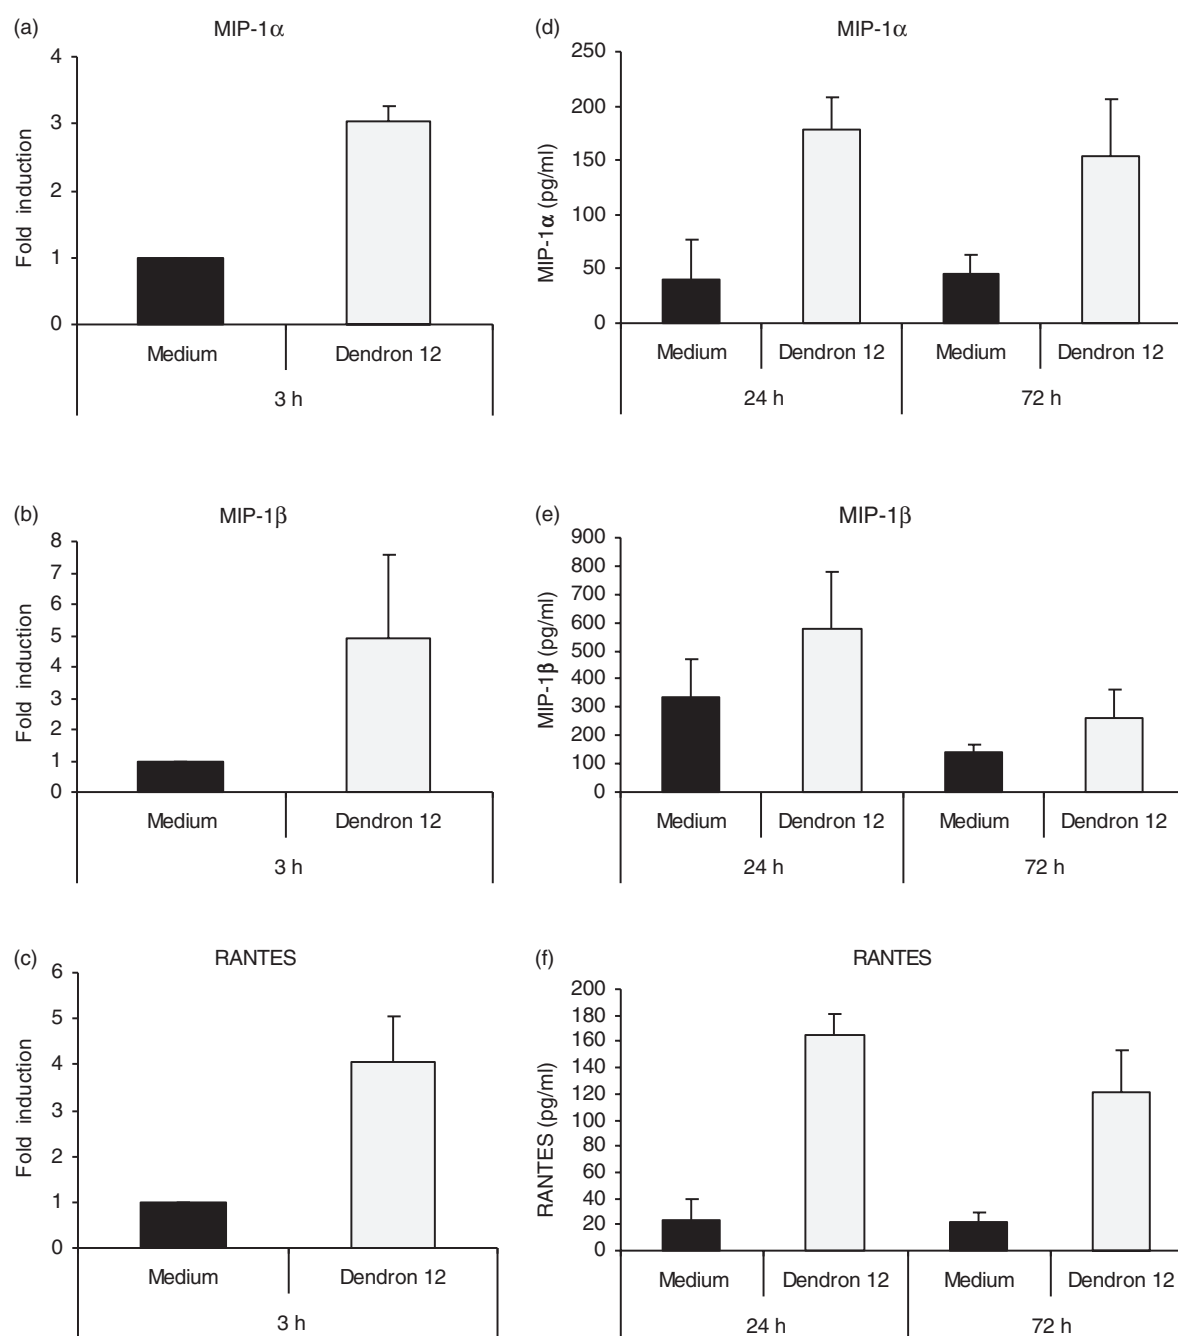 (a)
MIP-1α
4
3
2
1
0
Fold induction
Medium
Dendron 12
3 h
(d)
MIP-1α
250
200
150
100
50
0
MIP-1α (pg/ml)
Medium
Dendron 12
Medium
Dendron 12
24 h
72 h
(b)
MIP-1β
8
7
6
5
4
3
2
1
0
Fold induction
Medium
Dendron 12
3 h
(e)
MIP-1β
900
800
700
600
500
400
300
200
100
0
MIP-1β (pg/ml)
Medium
Dendron 12
Medium
Dendron 12
24 h
72 h
(c)
RANTES
6
5
4
3
2
1
0
Fold induction
Medium
Dendron 12
3 h
(f)
RANTES
200
180
160
140
120
100
80
60
40
20
0
RANTES (pg/ml)
Medium
Dendron 12
Medium
Dendron 12
24 h
72 h